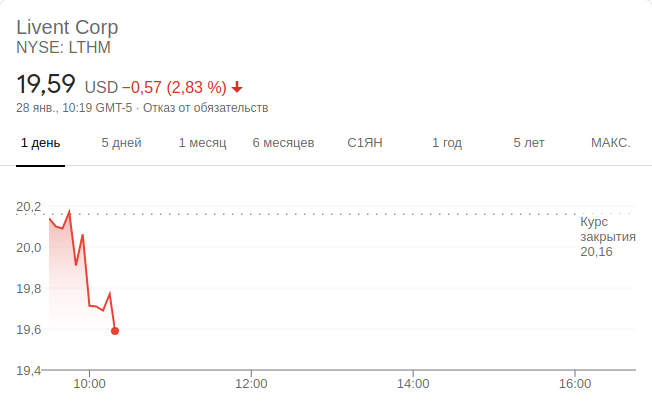 Livent Corp
NYSE: LTHM
19,59 USD −0,57 (2,83 %)
28 янв., 10:19 GMT-5 · Отказ от обязательств
1 день 5 дней 1 месяц 6 месяцев С1ЯН 1 год 5 лет МАКС.
20,2
20,0
19,8
19,6
19,4
Курс
закрытия
20,16
10:00 12:00 14:00 16:00